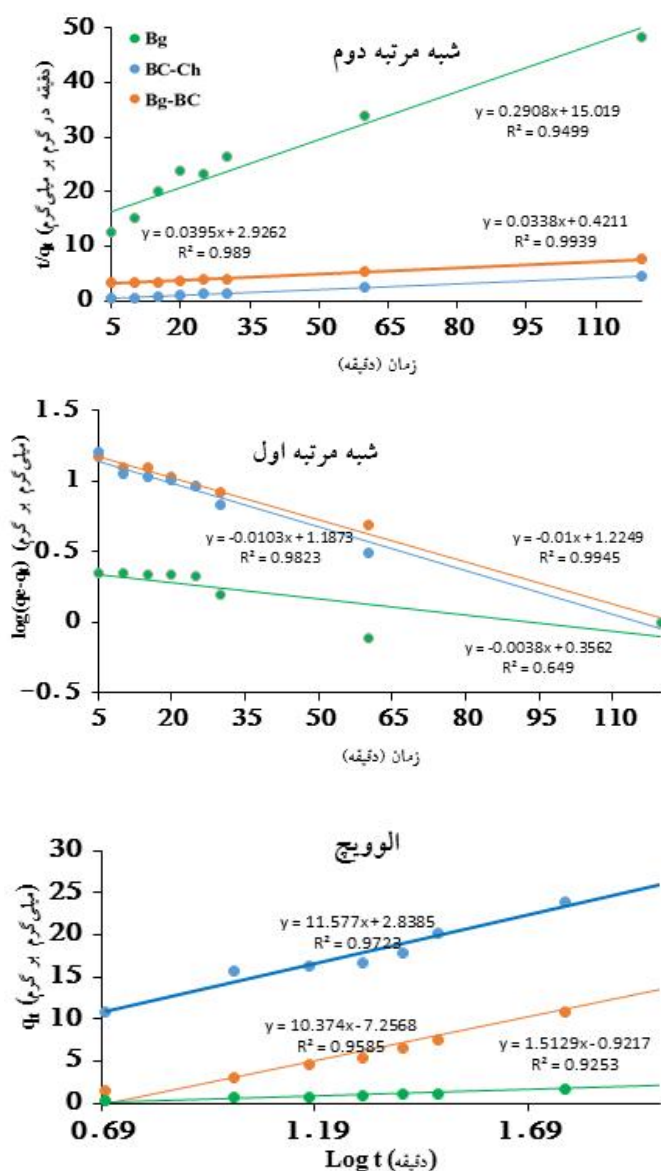 50
شبه مرتبه دوم
Bg
BC-Ch
Bg-BC
40
30
20
10
0
y = 0.2908x + 15.019
R² = 0.9499
y = 0.0395x + 2.9262
R² = 0.989
y = 0.0338x + 0.4211
R² = 0.9939
t/qt (دقیقه در گرم بر میلی‌گرم)
5 20 35 50 65 80 95 110
زمان (دقیقه)
1.5
شبه مرتبه اول
1
0.5
0
-0.5
y = -0.0103x + 1.1873
R² = 0.9823
y = -0.01x + 1.2249
R² = 0.9945
y = -0.0038x + 0.3562
R² = 0.649
log(qe-qt) (میلی‌گرم بر گرم)
5 20 35 50 65 80 95 110
زمان (دقیقه)
الوویچ
30
25
20
15
10
5
0
y = 11.577x + 2.8385
R² = 0.9723
y = 10.374x - 7.2568
R² = 0.9585
y = 1.5129x - 0.9217
R² = 0.9253
qt (میلی‌گرم بر گرم)
0.69 1.19 1.69
Log t (دقیقه)